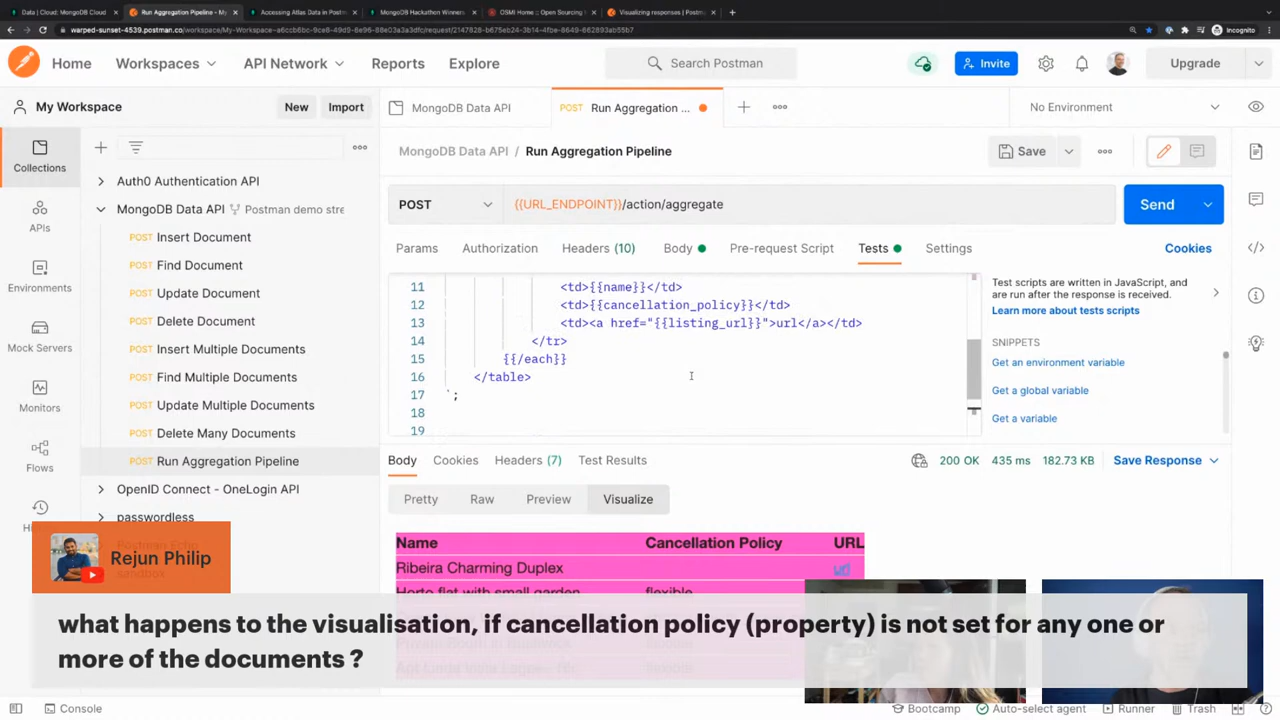 Data | Cloud: MongoDB Cloud
Run Aggregation Pipeline - My
Accessing Atlas Data in Postm
MongoDB Hackathon Winners
OSMI Home :: Open Sourcing
Visualizing responses | Postm
Incognito
Home
Workspaces
API Network
Reports
Explore
Search Postman
Invite
Upgrade
My Workspace
New
Import
MongoDB Data API
POST Run Aggregation ...
No Environment
Collections
APIs
Environments
Mock Servers
Monitors
Flows
Auth0 Authentication API
MongoDB Data API Postman demo stre
POST Insert Document
POST Find Document
POST Update Document
POST Delete Document
POST Insert Multiple Documents
POST Find Multiple Documents
POST Update Multiple Documents
POST Delete Many Documents
POST Run Aggregation Pipeline
OpenID Connect - OneLogin API
passwordless
MongoDB Data API / Run Aggregation Pipeline
Save
POST {{URL_ENDPOINT}}/action/aggregate
Send
Params Authorization Headers (10) Body Pre-request Script Tests Settings
Cookies
11 <td>{{name}}</td>
12 <td>{{cancellation_policy}}</td>
13 <td><a href="{{listing_url}}">url</a></td>
14 </tr>
15 {{/each}}
16 </table>
17 `;
18
19
Test scripts are written in JavaScript, and
are run after the response is received.
Learn more about tests scripts
SNIPPETS
Get an environment variable
Get a global variable
Get a variable
Body Cookies Headers (7) Test Results
200 OK 435 ms 182.73 KB Save Response
Pretty Raw Preview Visualize
Name Cancellation Policy URL
Ribeira Charming Duplex url
Horto flat with small garden flexible
Rejun Philip
what happens to the visualisation, if cancellation policy (property) is not set for any one or
more of the documents ?
Console
Bootcamp
Auto-select agent
Runner
Trash